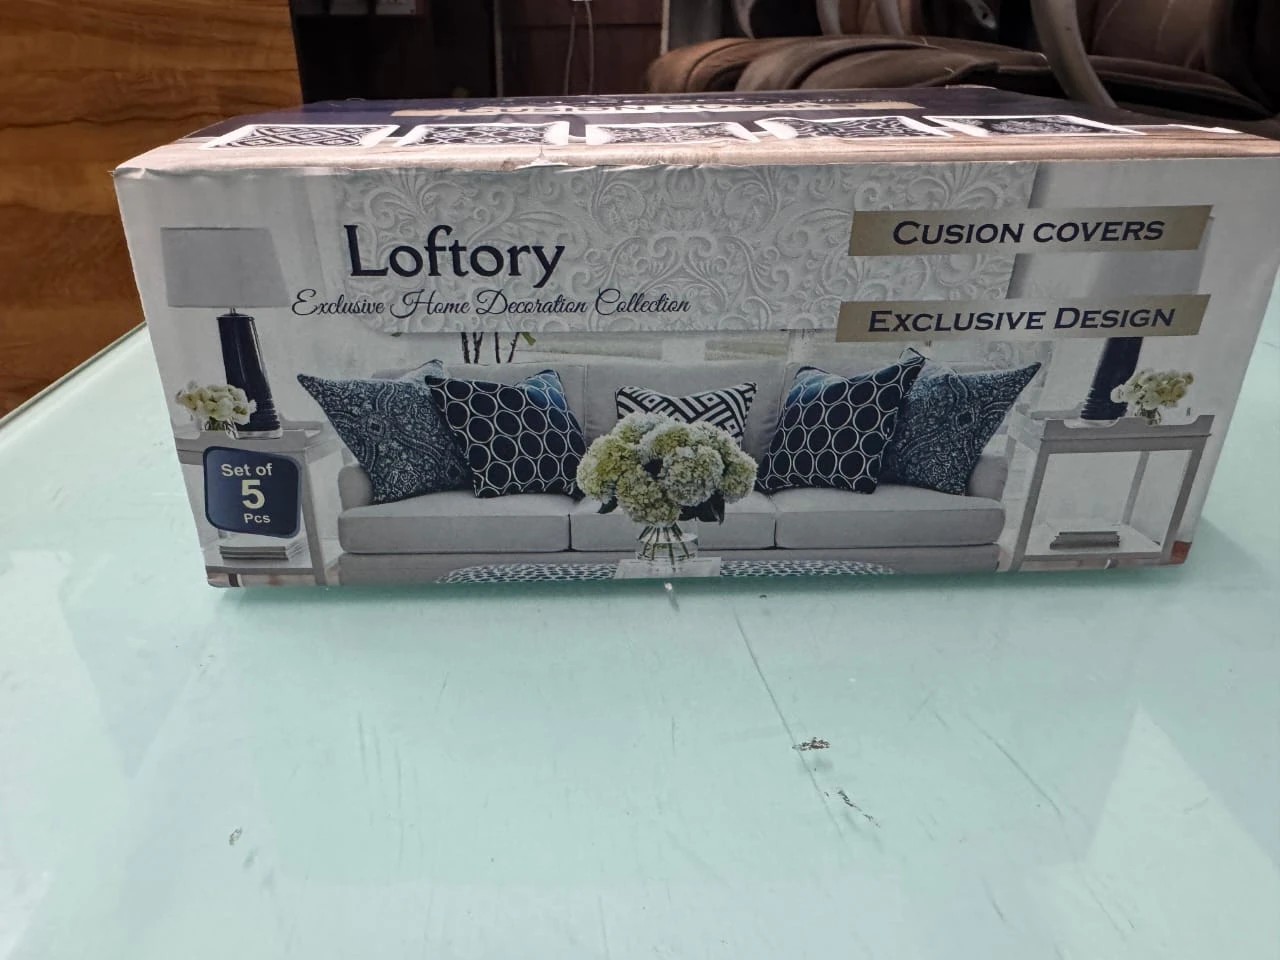 Loftory
Exclusive Home Decoration Collection
CUSION COVERS
EXCLUSIVE DESIGN
Set of
5
Pcs